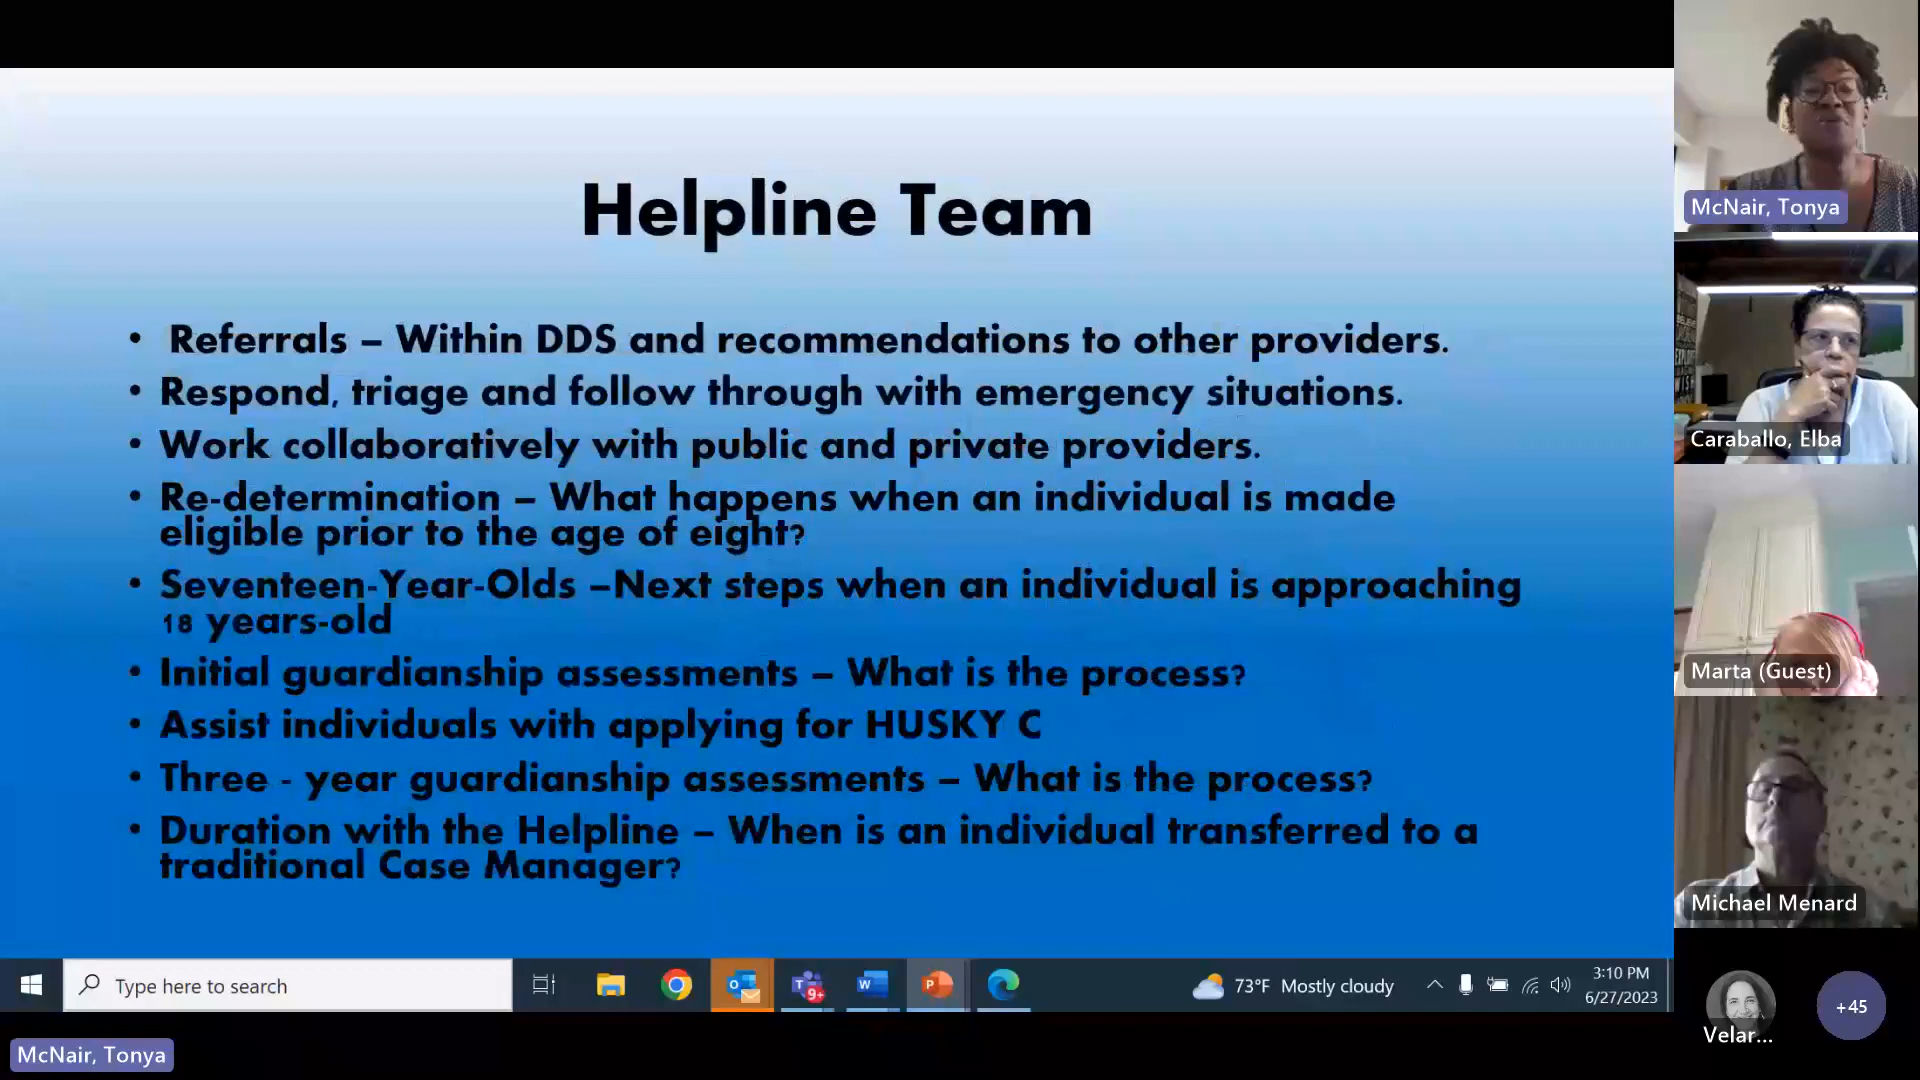 Helpline Team
• Referrals – Within DDS and recommendations to other providers.
• Respond, triage and follow through with emergency situations.
• Work collaboratively with public and private providers.
• Re-determination – What happens when an individual is made
eligible prior to the age of eight?
• Seventeen-Year-Olds –Next steps when an individual is approaching
18 years-old
• Initial guardianship assessments – What is the process?
• Assist individuals with applying for HUSKY C
• Three - year guardianship assessments – What is the process?
• Duration with the Helpline – When is an individual transferred to a
traditional Case Manager?
McNair, Tonya
Caraballo, Elba
Marta (Guest)
Michael Menard
Velar...
+45
Type here to search
9+
73°F Mostly cloudy
3:10 PM
6/27/2023
McNair, Tonya